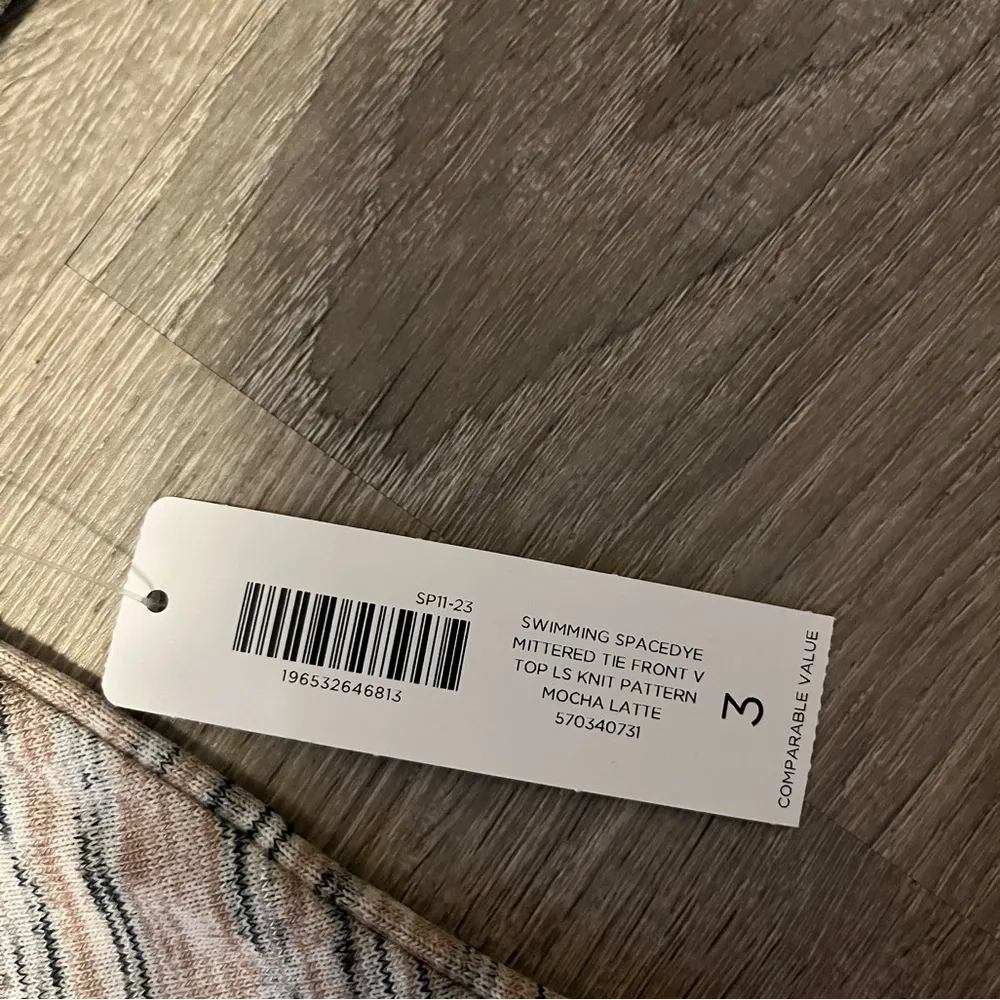 SP11-23
196532646813
SWIMMING SPACEDYE
MITTERED TIE FRONT V
TOP LS KNIT PATTERN
MOCHA LATTE
570340731
3
COMPARABLE VALUE